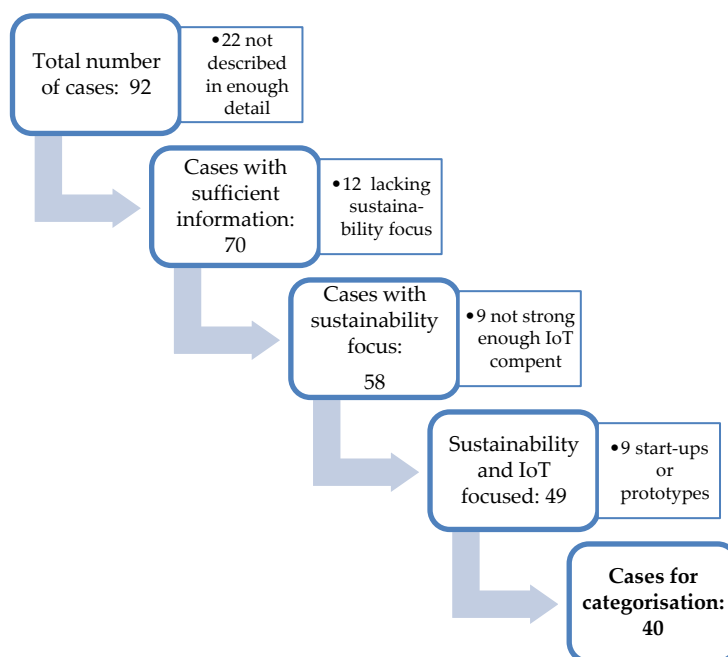 Total number
of cases:  92
•22 not
described
in enough
detail
Cases with
sufficient
information:
70
•12  lacking
sustaina-
bility focus
Cases with
sustainability
focus:
58
•9 not strong
enough IoT
compent
Sustainability
and IoT
focused: 49
•9 start-ups
or
prototypes
Cases for
categorisation:
40